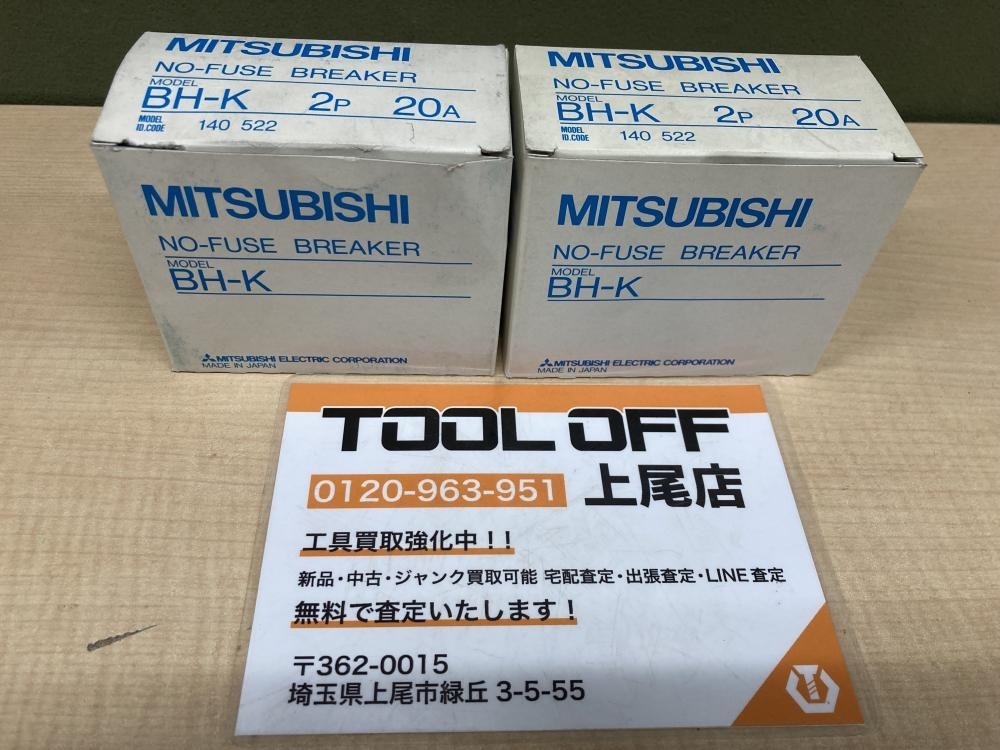 MITSUBISHI
NO-FUSE BREAKER
MODEL
BH-K 2P 20A
MODEL
ID.CODE 140 522
MITSUBISHI
NO-FUSE BREAKER
MODEL
BH-K
MITSUBISHI ELECTRIC CORPORATION
MADE IN JAPAN
MITSUBISHI
NO-FUSE BREAKER
MODEL
BH-K 2P 20A
MODEL
ID.CODE 140 522
MITSUBISHI
NO-FUSE BREAKER
MODEL
BH-K
MITSUBISHI ELECTRIC CORPORATION
MADE IN JAPAN
TOOL OFF
0120-963-951 上尾店
工具買取強化中!!
新品・中古・ジャンク買取可能 宅配査定・出張査定・LINE査定
無料で査定いたします!
〒362-0015
埼玉県上尾市緑丘 3-5-55